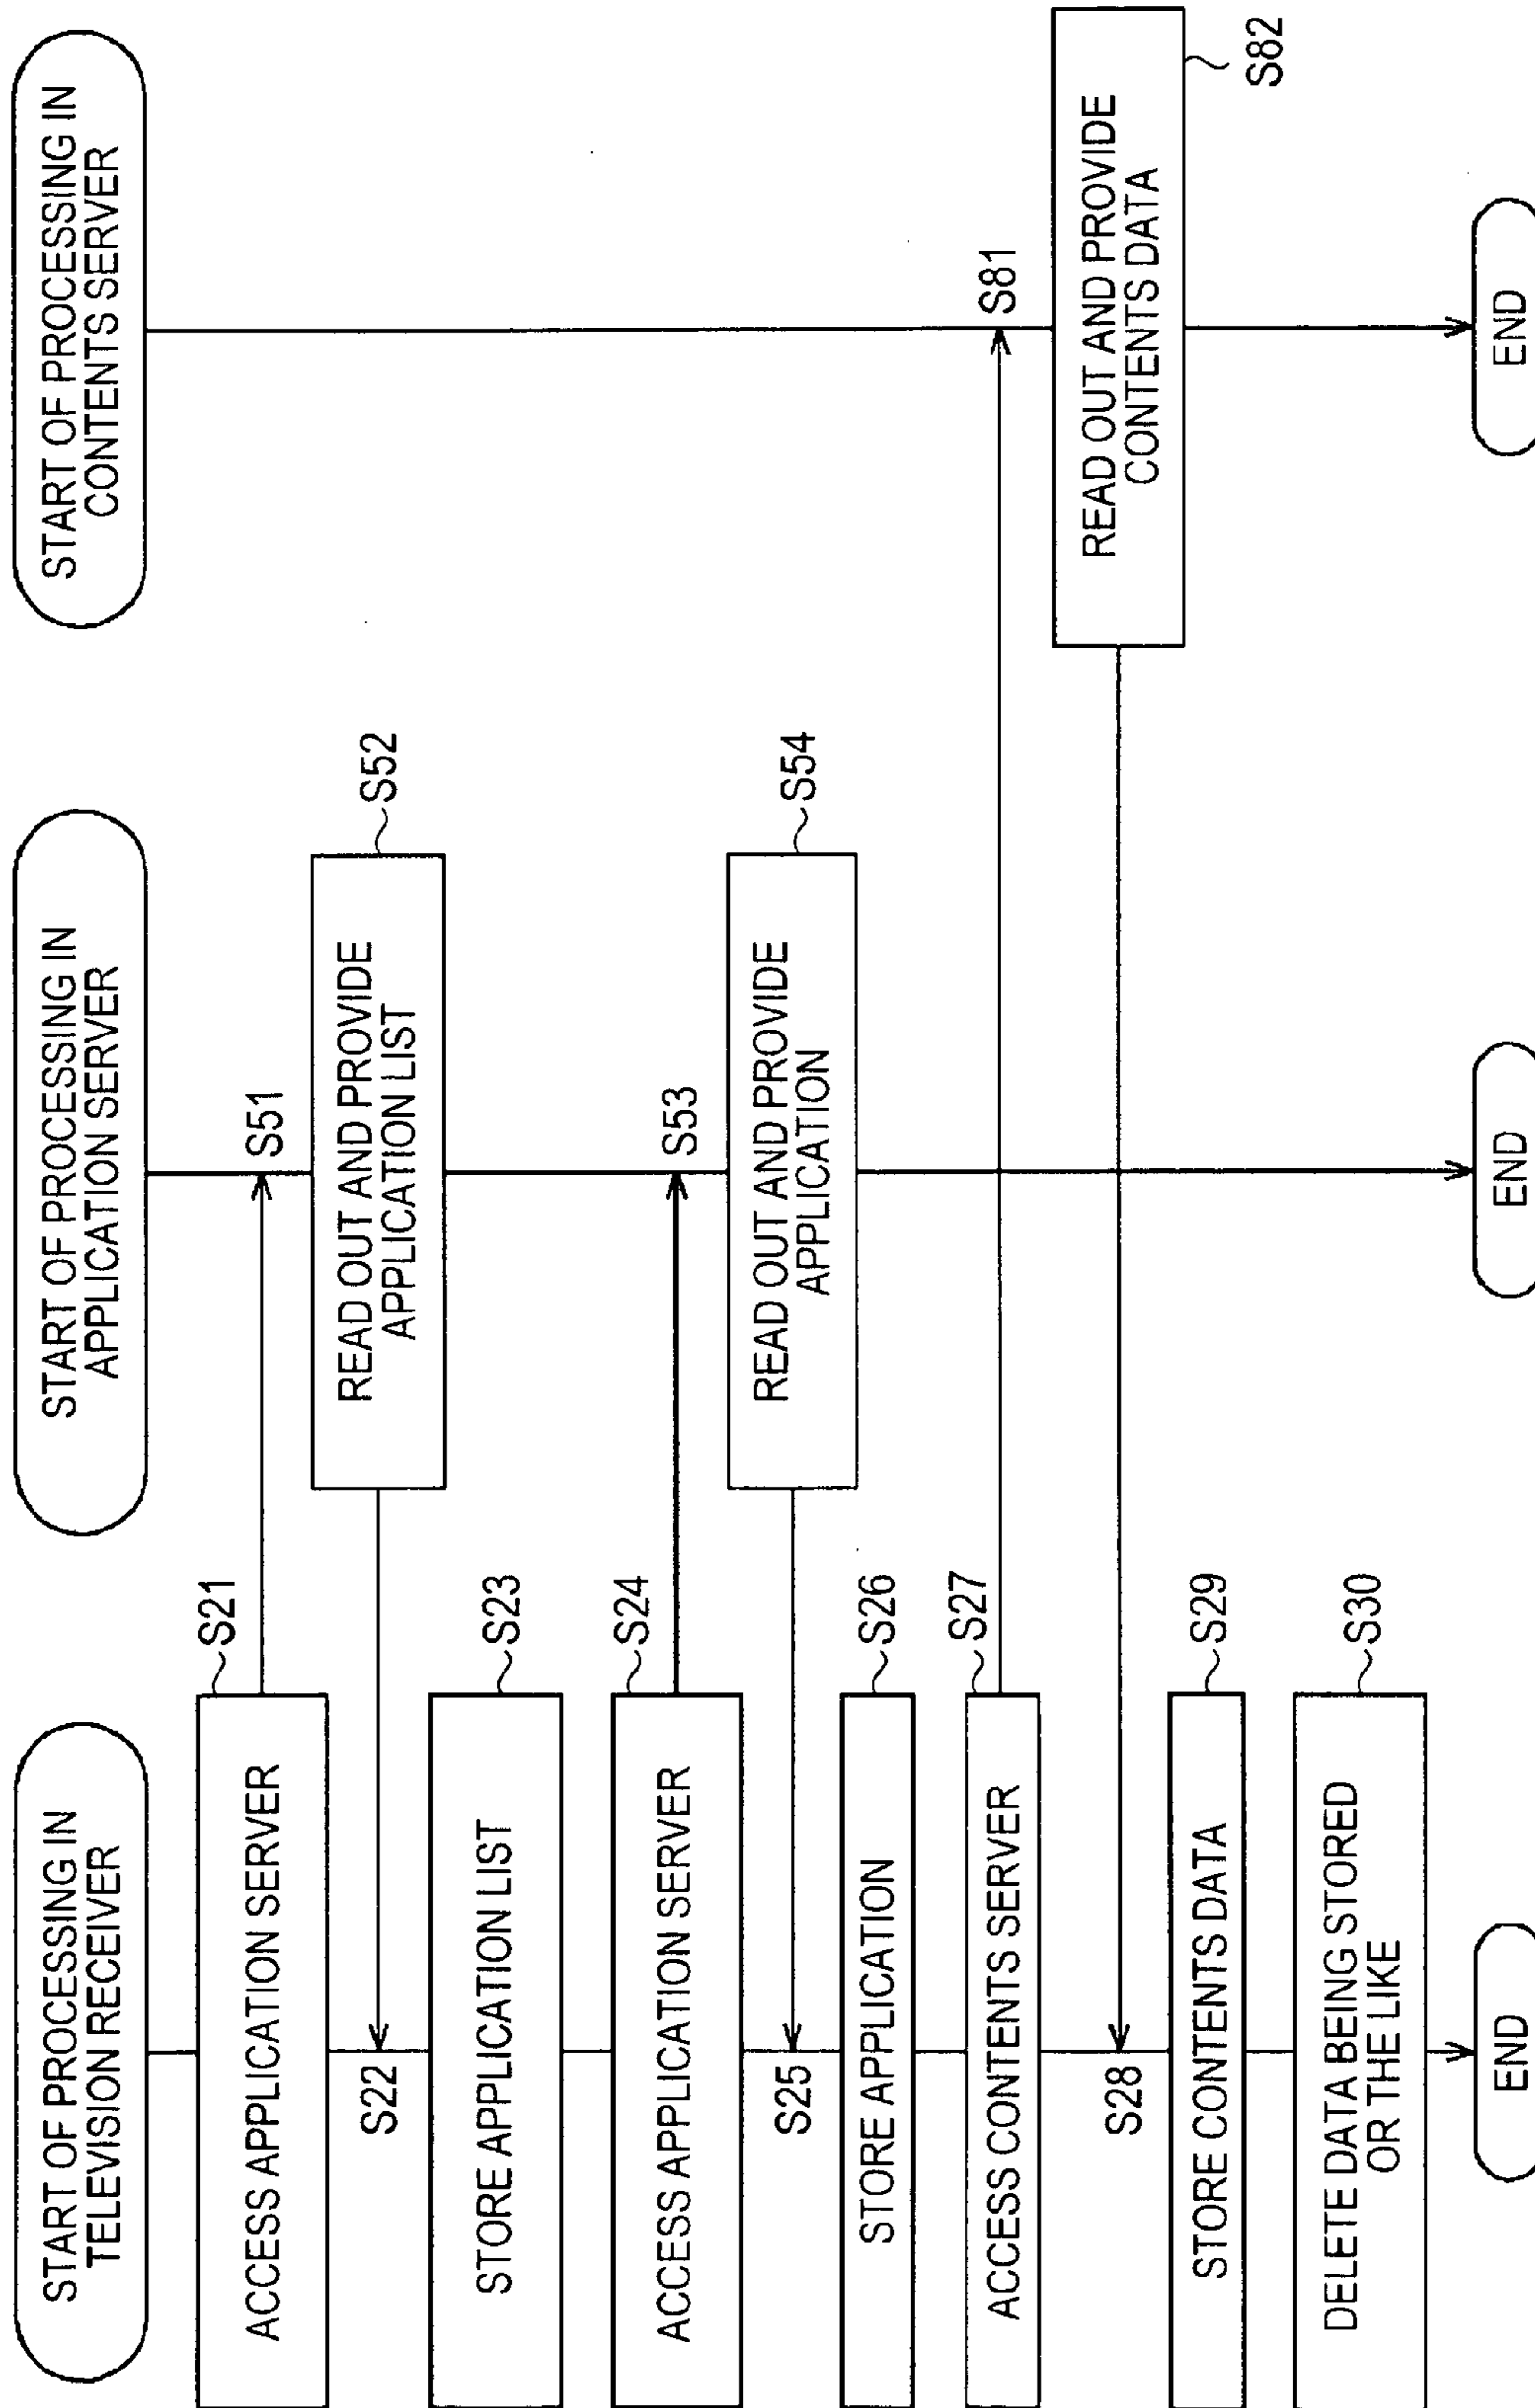 START OF PROCESSING IN
TELEVISION RECEIVER
ACCESS APPLICATION SERVER
S21
S22
STORE APPLICATION LIST
S23
ACCESS APPLICATION SERVER
S24
S25
STORE APPLICATION
S26
ACCESS CONTENTS SERVER
S27
S28
STORE CONTENTS DATA
S29
DELETE DATA BEING STORED
OR THE LIKE
S30
END
START OF PROCESSING IN
APPLICATION SERVER
S51
READ OUT AND PROVIDE
APPLICATION LIST
S52
S53
READ OUT AND PROVIDE
APPLICATION
S54
END
START OF PROCESSING IN
CONTENTS SERVER
S81
READ OUT AND PROVIDE
CONTENTS DATA
S82
END